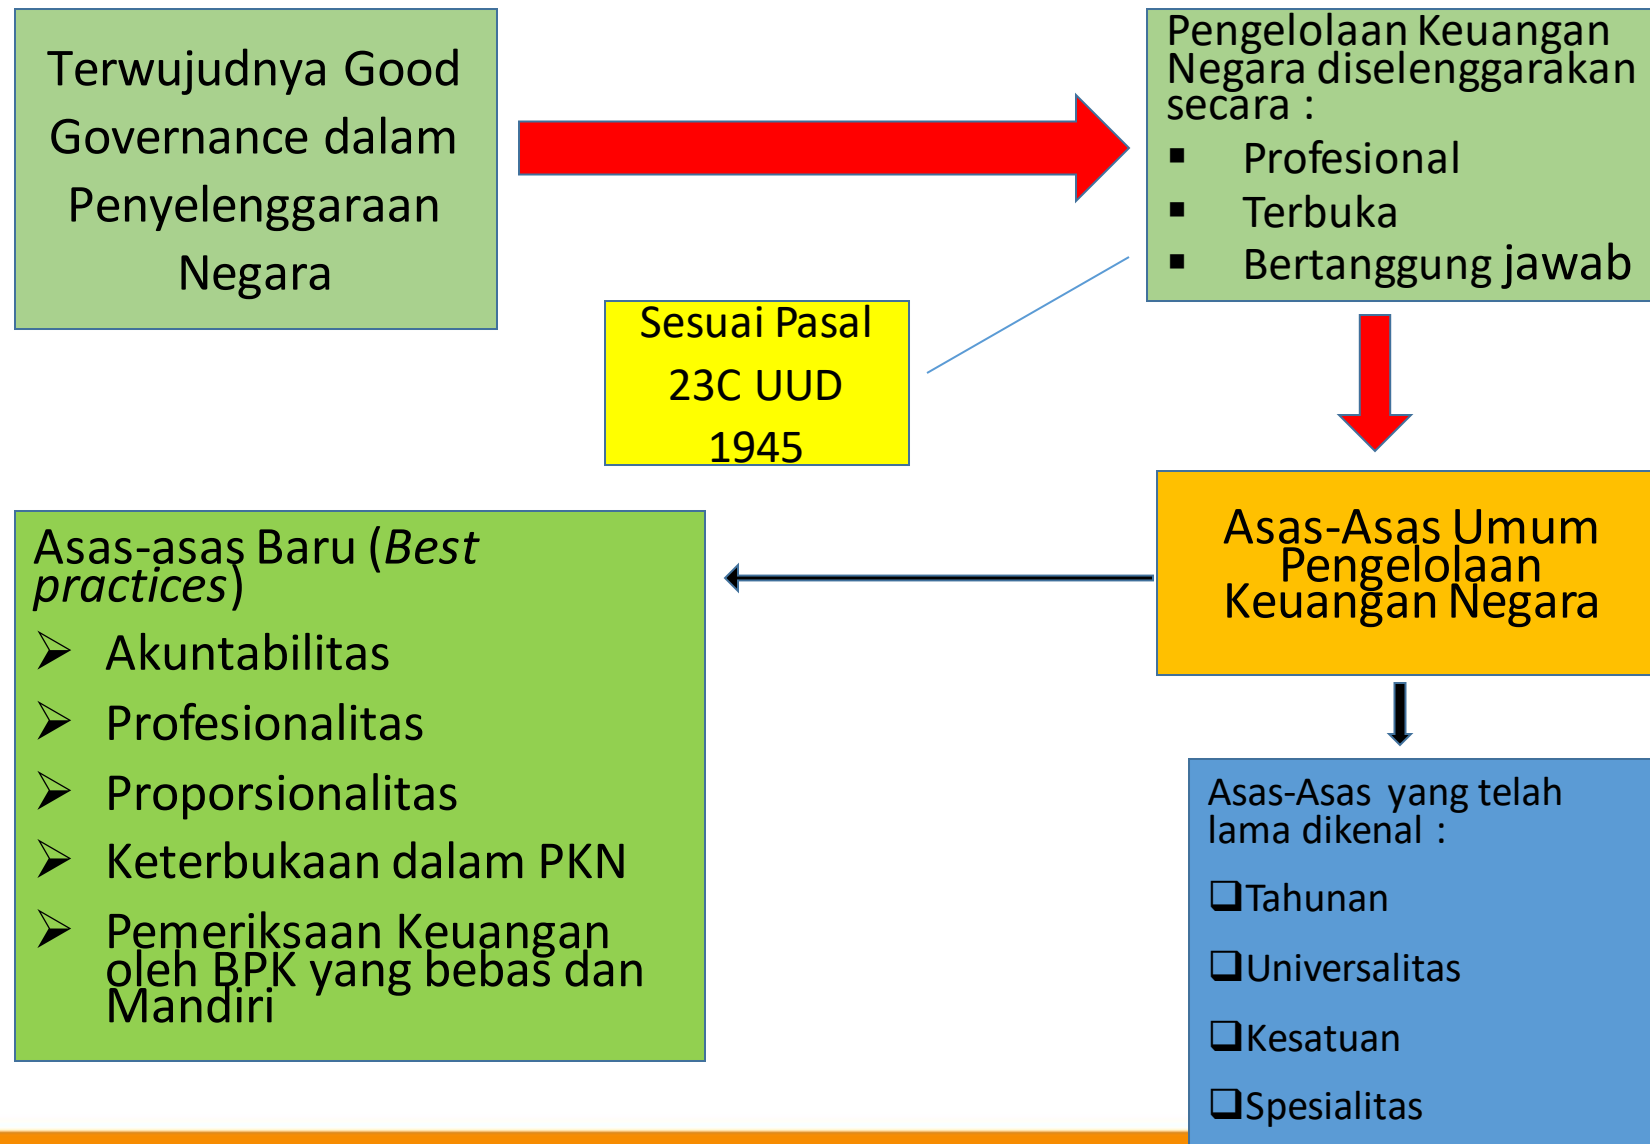 Terwujudnya Good
Governance dalam
Penyelenggaraan
Negara
Pengelolaan Keuangan
Negara diselenggarakan
secara :
▪ Profesional
▪ Terbuka
▪ Bertanggung jawab
Sesuai Pasal
23C UUD
1945
Asas-Asas Umum
Pengelolaan
Keuangan Negara
Asas-asas Baru (Best
practices)
➢ Akuntabilitas
➢ Profesionalitas
➢ Proporsionalitas
➢ Keterbukaan dalam PKN
➢ Pemeriksaan Keuangan
oleh BPK yang bebas dan
Mandiri
Asas-Asas yang telah
lama dikenal :
❑Tahunan
❑Universalitas
❑Kesatuan
❑Spesialitas